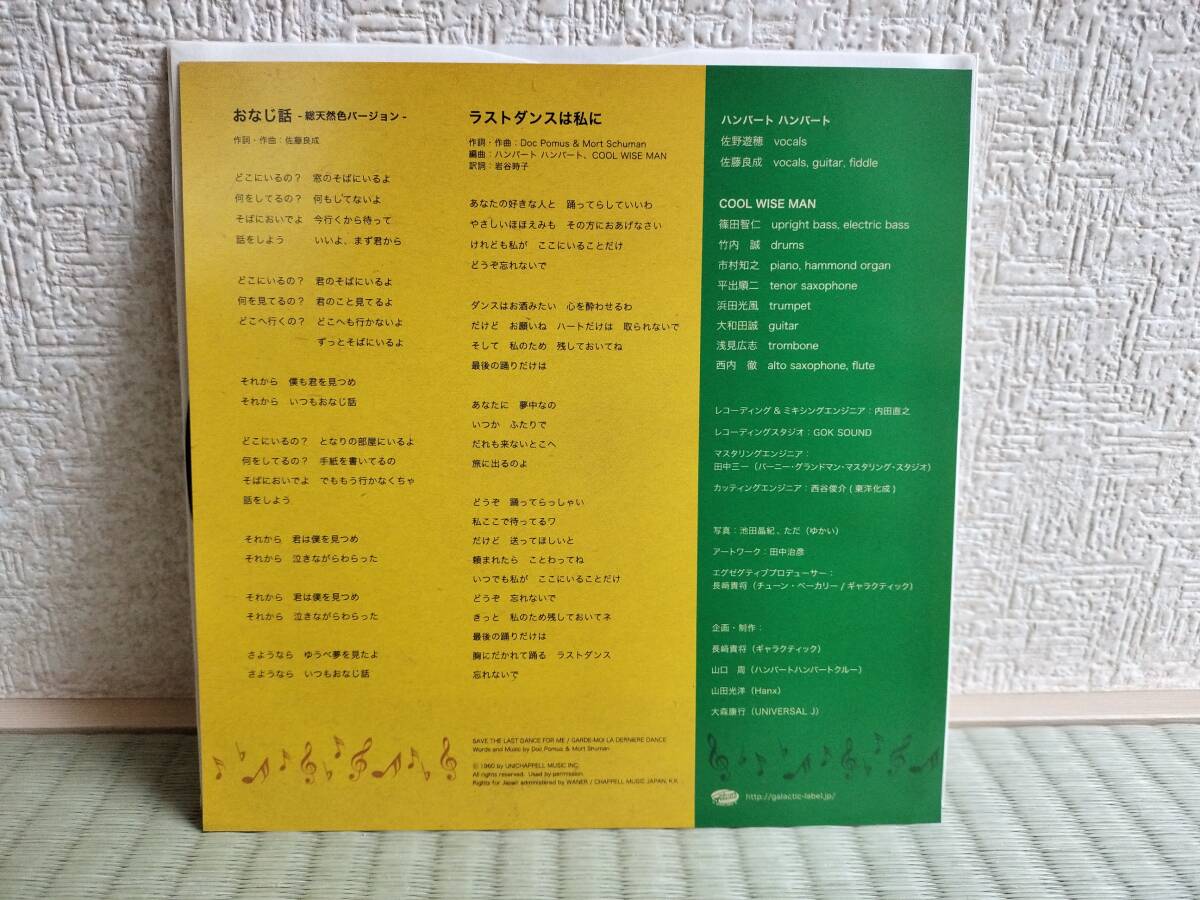 おなじ話 - 総天然色バージョン -
作詞・作曲：佐藤良成
どこにいるの？　窓のそばにいるよ
何をしてるの？　何もしてないよ
そばにおいでよ　今行くから待って
話をしよう　いいよ、まず君から
どこにいるの？　君のそばにいるよ
何を見てるの？　君のこと見てるよ
どこへ行くの？　どこへも行かないよ
ずっとそばにいるよ
それから　僕も君を見つめ
それから　いつもおなじ話
どこにいるの？　となりの部屋にいるよ
何をしてるの？　手紙を書いてるの
そばにおいでよ　でももう行かなくちゃ
話をしよう
それから　君は僕を見つめ
それから　泣きながらわらった
それから　君は僕を見つめ
それから　泣きながらわらった
さようなら　ゆうべ夢を見たよ
さようなら　いつもおなじ話
ラストダンスは私に
作詞・作曲：Doc Pomus & Mort Schuman
編曲：ハンバート ハンバート、COOL WISE MAN
訳詞：岩谷時子
あなたの好きな人と　踊ってらしていいわ
やさしいほほえみも　その方におあげなさい
けれども私が　ここにいることだけ
どうぞ忘れないで
ダンスはお酒みたい　心を酔わせるわ
だけど　お願いね　ハートだけは　取られないで
そして　私のため　残しておいてね
最後の踊りだけは
あなたに　夢中なの
いつか　ふたりで
だれも来ないとこへ
旅に出るのよ
どうぞ　踊ってらっしゃい
私ここで待ってるワ
だけど　送ってほしいと
頼まれたら　ことわってね
いつでも私が　ここにいることだけ
どうぞ　忘れないで
きっと　私のため残しておいてネ
最後の踊りだけは
胸にだかれて踊る　ラストダンス
忘れないで
SAVE THE LAST DANCE FOR ME / GARDE-MOI LA DERNIERE DANCE
Words and Music by Doc Pomus & Mort Shuman
Ⓒ 1960 by UNICHAPPELL MUSIC INC.
All rights reserved. Used by permission.
Rights for Japan administered by WANER / CHAPPELL MUSIC JAPAN, K.K.
ハンバート ハンバート
佐野遊穂　vocals
佐藤良成　vocals, guitar, fiddle
COOL WISE MAN
篠田智仁　upright bass, electric bass
竹内　誠　drums
市村知之　piano, hammond organ
平出順二　tenor saxophone
浜田光風　trumpet
大和田誠　guitar
浅見広志　trombone
西内　徹　alto saxophone, flute
レコーディング & ミキシングエンジニア：内田直之
レコーディングスタジオ：GOK SOUND
マスタリングエンジニア：
田中三一（バーニー・グランドマン・マスタリング・スタジオ）
カッティングエンジニア：西谷俊介 ( 東洋化成 )
写真：池田晶紀、ただ（ゆかい）
アートワーク：田中治彦
エグゼグティブプロデューサー：
長﨑貴将（チューン・ベーカリー / ギャラクティック）
企画・制作：
長﨑貴将（ギャラクティック）
山口　周（ハンバートハンバートクルー）
山田光洋（Hanx）
大森康行（UNIVERSAL J）
http://galactic-label.jp/